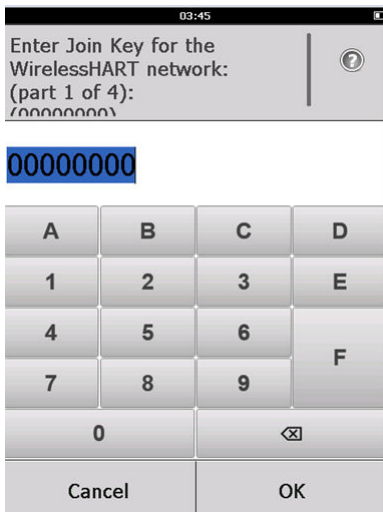 03:45
Enter Join Key for the
WirelessHART network:
(part 1 of 4):
(00000000)
?
00000000
A B C D
1 2 3 E
4 5 6 F
7 8 9
0
Cancel OK